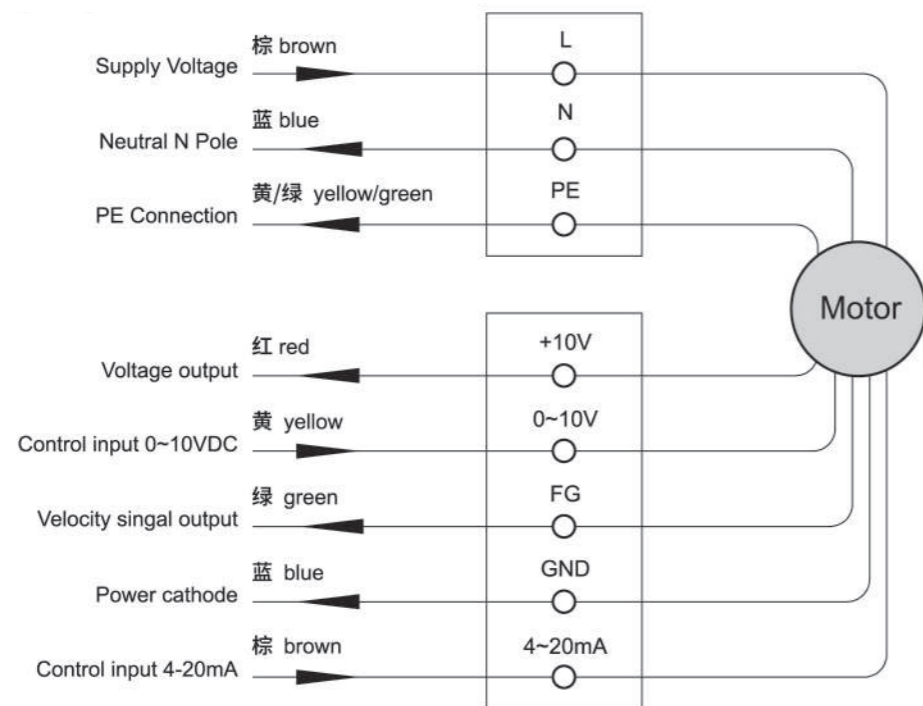 棕 brown
L
Supply Voltage
蓝 blue
N
Neutral N Pole
黄/绿 yellow/green
PE
PE Connection
Motor
红 red
+10V
Voltage output
黄 yellow
0~10V
Control input 0~10VDC
绿 green
FG
Velocity singal output
蓝 blue
GND
Power cathode
棕 brown
4~20mA
Control input 4-20mA